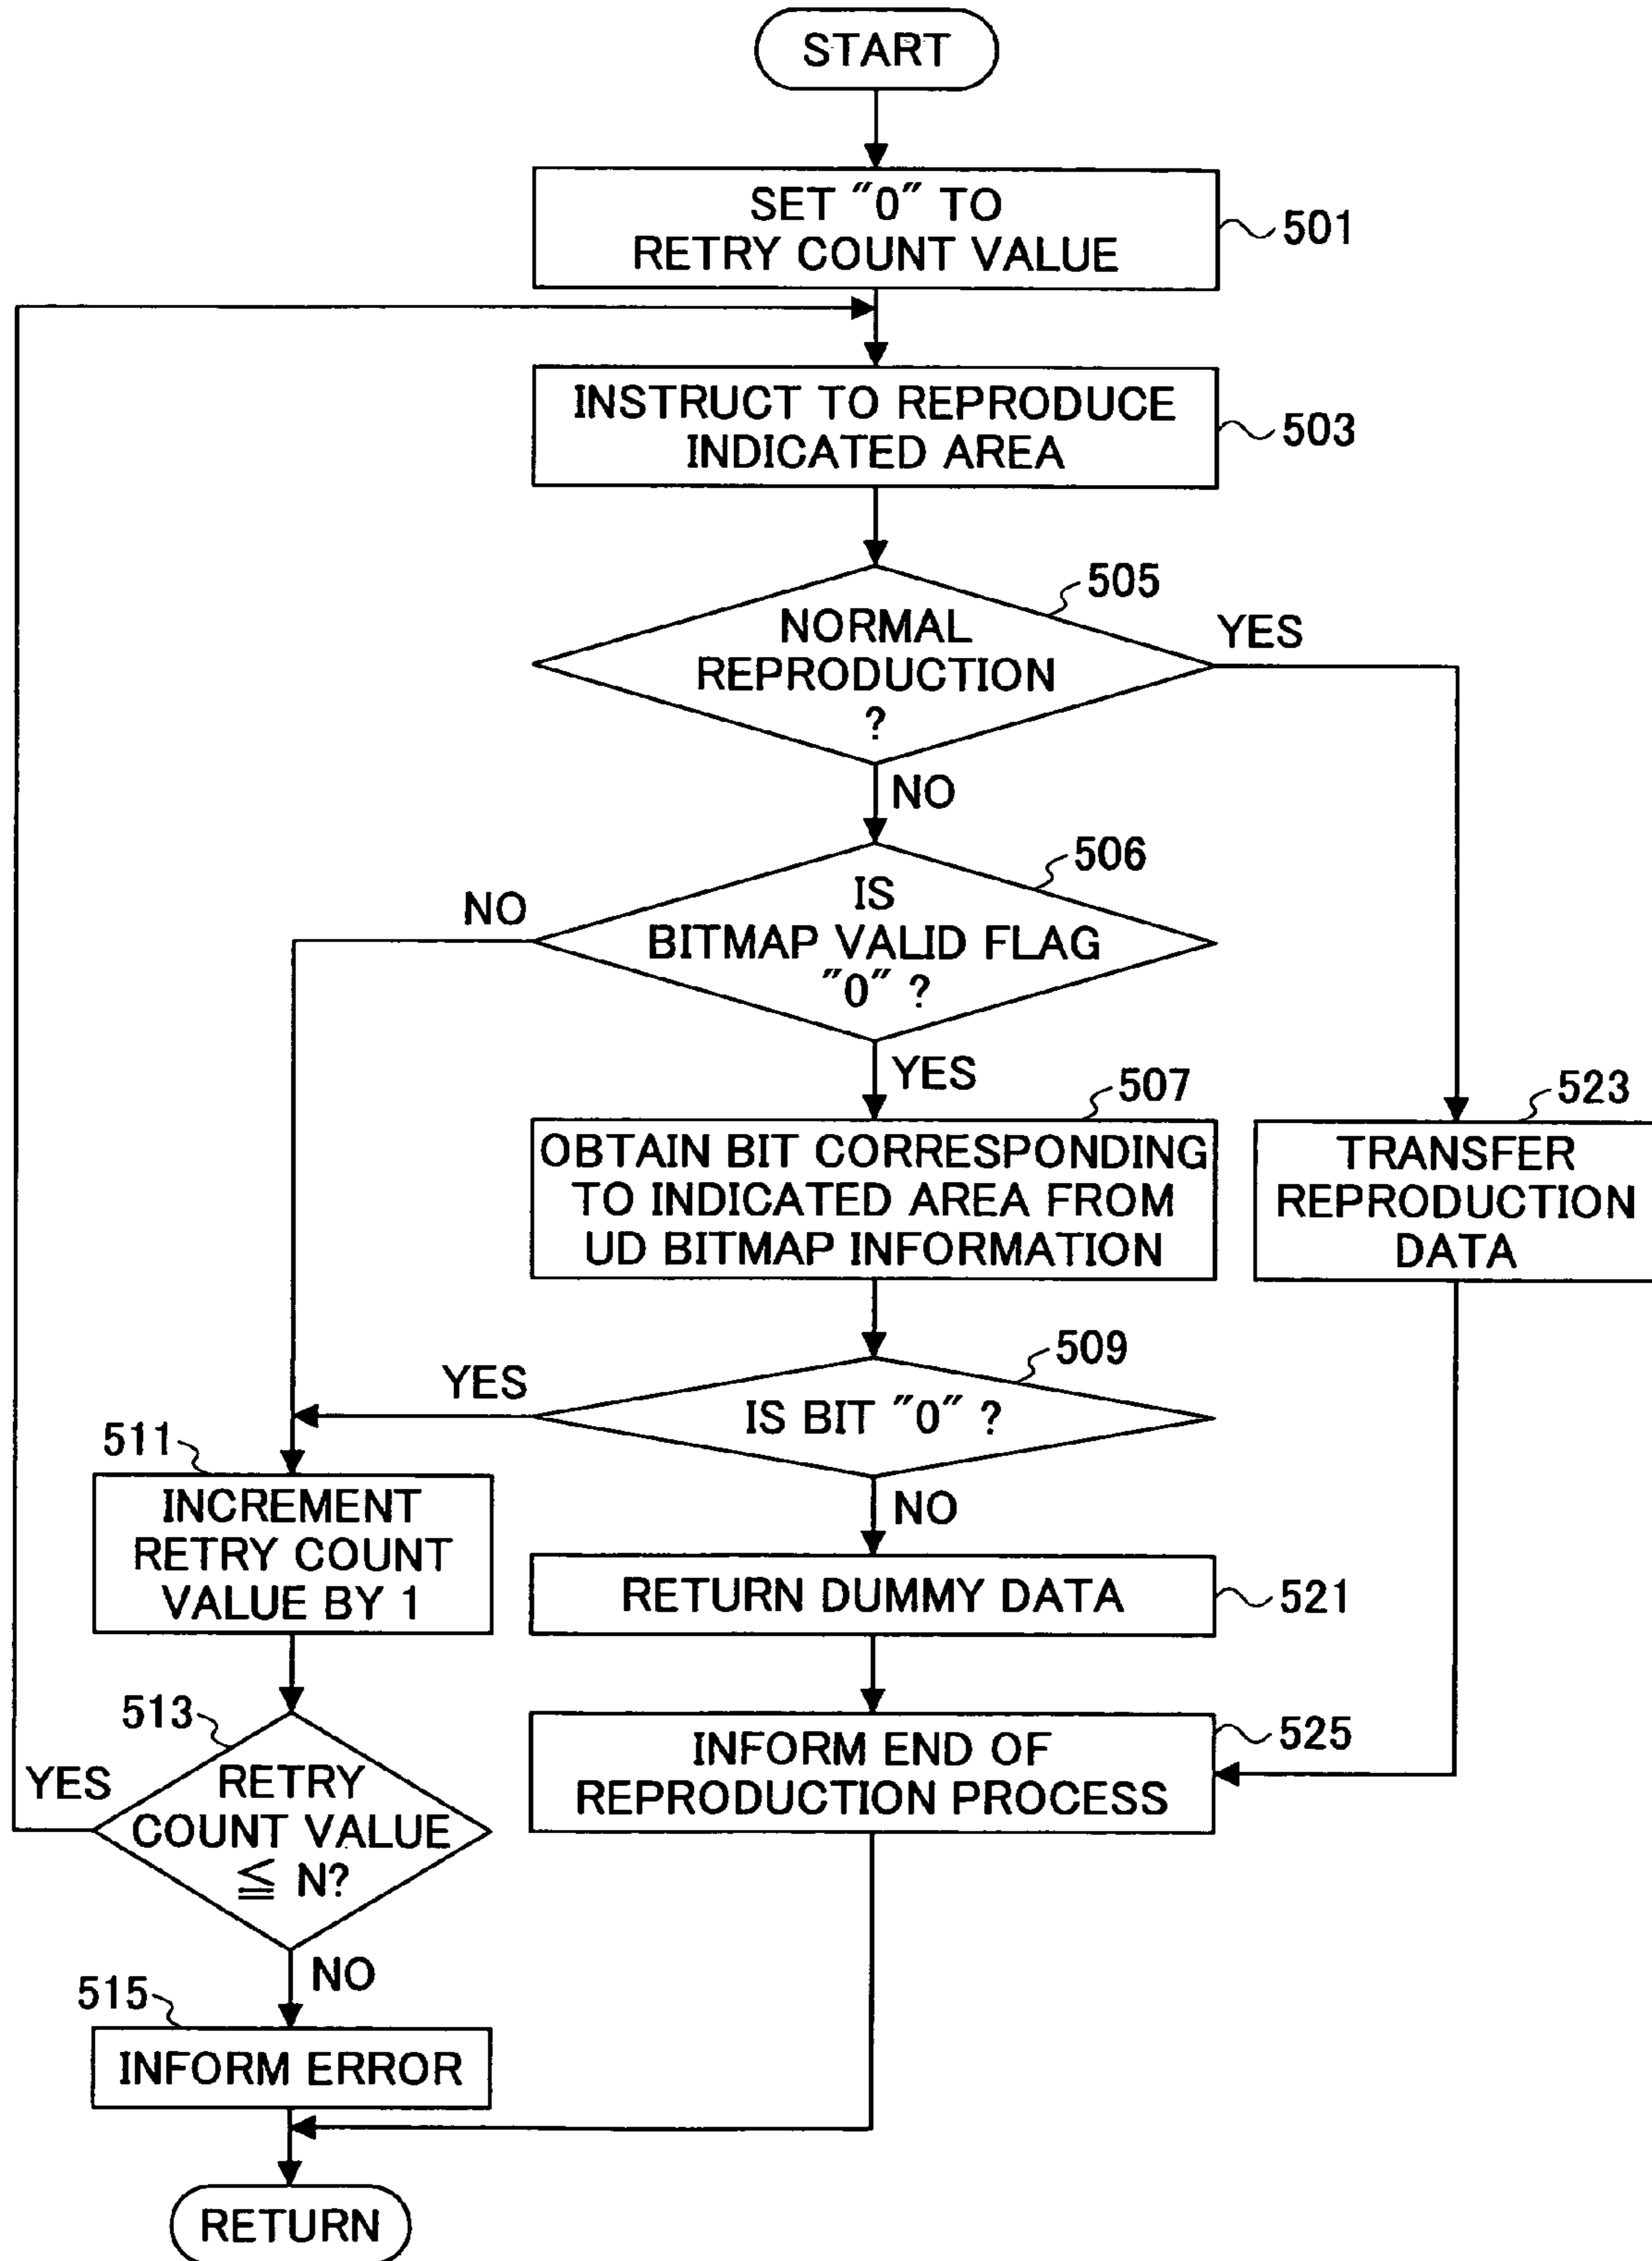 START
SET "0" TO
RETRY COUNT VALUE
501
INSTRUCT TO REPRODUCE
INDICATED AREA
503
505
NORMAL
REPRODUCTION
?
YES
NO
506
IS
BITMAP VALID FLAG
"0" ?
NO
YES
507
OBTAIN BIT CORRESPONDING
TO INDICATED AREA FROM
UD BITMAP INFORMATION
523
TRANSFER
REPRODUCTION
DATA
509
IS BIT "0" ?
YES
NO
511
INCREMENT
RETRY COUNT
VALUE BY 1
RETURN DUMMY DATA
521
513
RETRY
COUNT VALUE
≦ N?
YES
NO
INFORM END OF
REPRODUCTION PROCESS
525
515
INFORM ERROR
RETURN